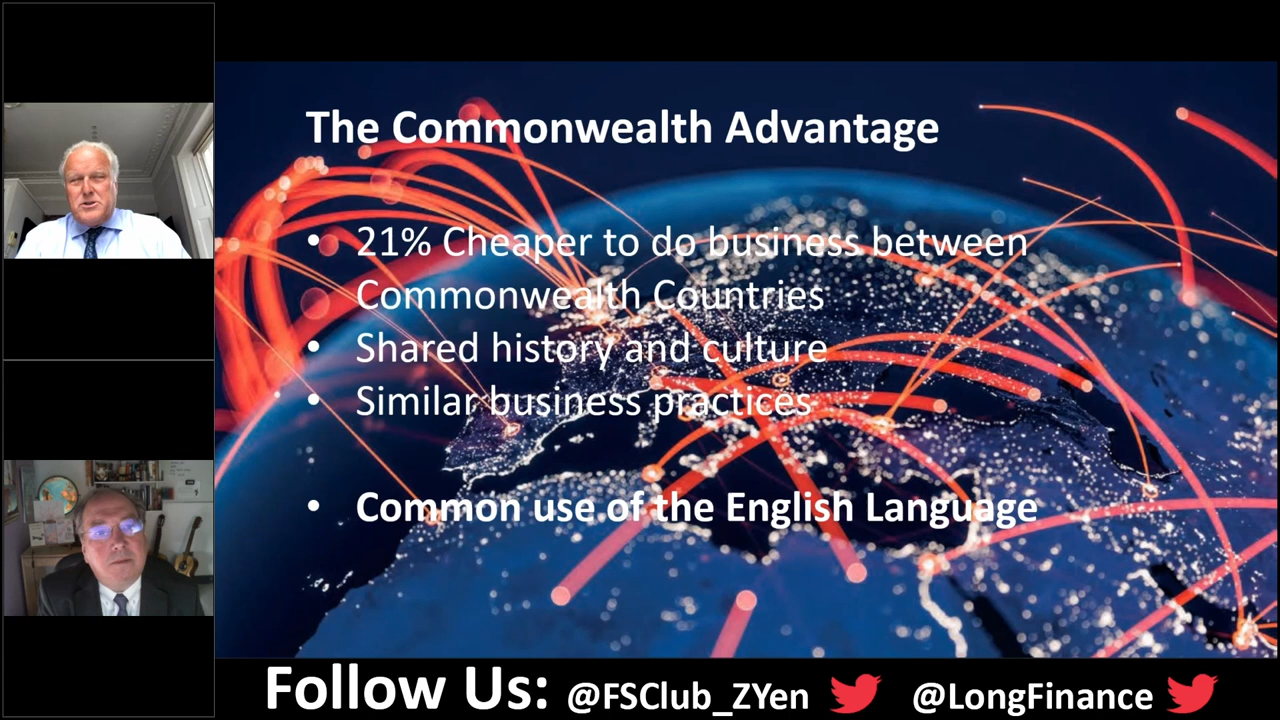 The Commonwealth Advantage
• 21% Cheaper to do business between
Commonwealth Countries
• Shared history and culture
• Similar business practices
• Common use of the English Language
Follow Us: @FSClub_ZYen @LongFinance